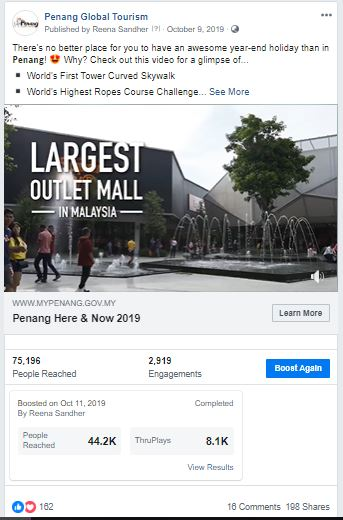 Penang Global Tourism
Published by Reena Sandher [?] · October 9, 2019 ·
There's no better place for you to have an awesome year-end holiday than in
Penang! 😍 Why? Check out this video for a glimpse of...
▪ World's First Tower Curved Skywalk
▪ World's Highest Ropes Course Challenge... See More
LARGEST
OUTLET MALL
IN MALAYSIA
WWW.MYPENANG.GOV.MY
Penang Here & Now 2019
Learn More
75,196
People Reached
2,919
Engagements
Boost Again
Boosted on Oct 11, 2019
By Reena Sandher
Completed
People
Reached
44.2K
ThruPlays
8.1K
View Results
162
16 Comments 198 Shares